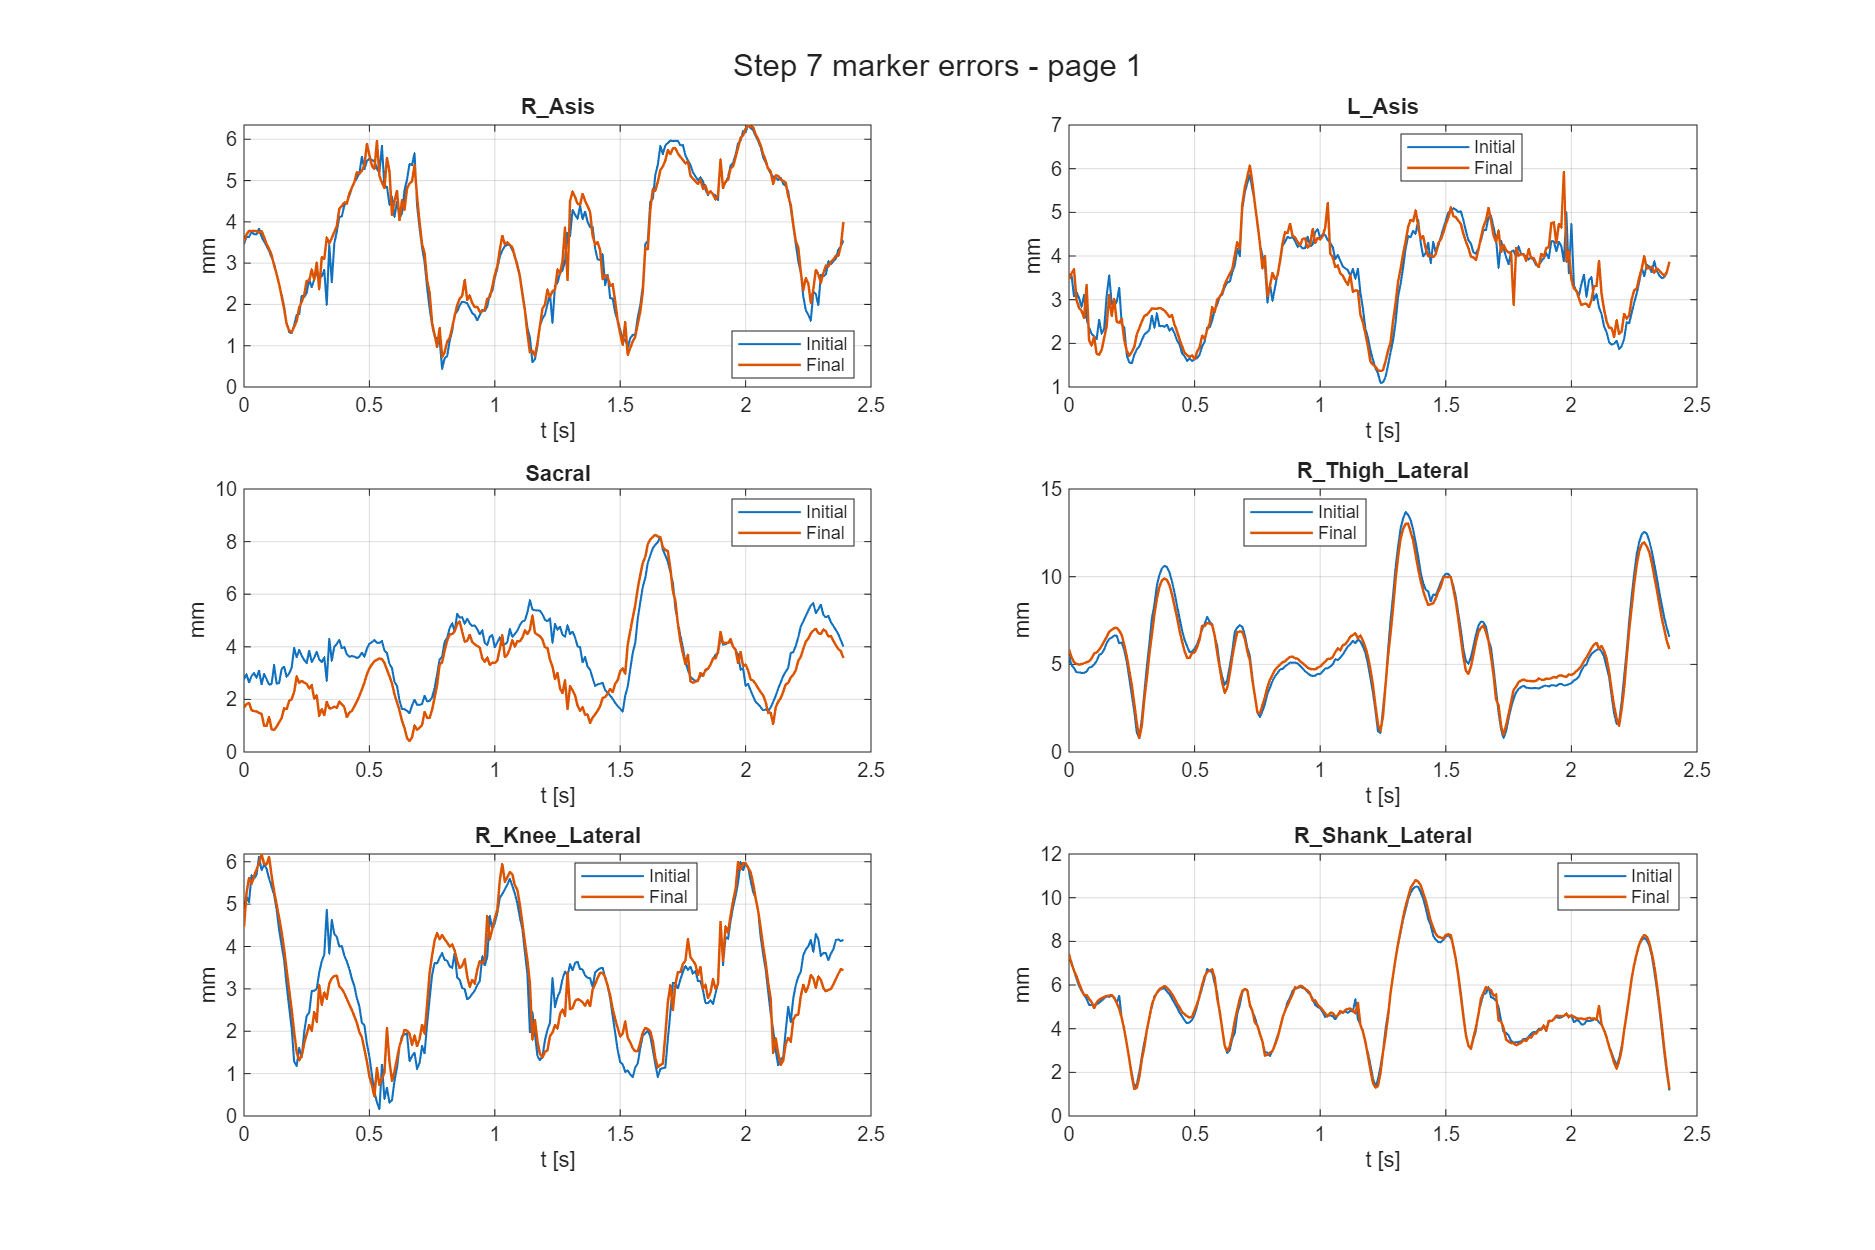 Step 7 marker errors - page 1
R_Asis
mm
6
5
4
3
2
1
0
0 0.5 1 1.5 2 2.5
t [s]
Initial
Final
L_Asis
mm
7
6
5
4
3
2
1
0 0.5 1 1.5 2 2.5
t [s]
Initial
Final
Sacral
mm
10
8
6
4
2
0
0 0.5 1 1.5 2 2.5
t [s]
Initial
Final
R_Thigh_Lateral
mm
15
10
5
0
0 0.5 1 1.5 2 2.5
t [s]
Initial
Final
R_Knee_Lateral
mm
6
5
4
3
2
1
0
0 0.5 1 1.5 2 2.5
t [s]
Initial
Final
R_Shank_Lateral
mm
12
10
8
6
4
2
0
0 0.5 1 1.5 2 2.5
t [s]
Initial
Final